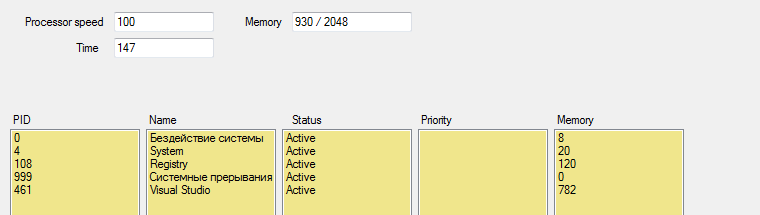 Processor speed 100 Memory 930 / 2048
Time 147
PID Name Status Priority Memory
0 Бездействие системы Active 8
4 System Active 20
108 Registry Active 120
999 Системные прерывания Active 0
461 Visual Studio Active 782